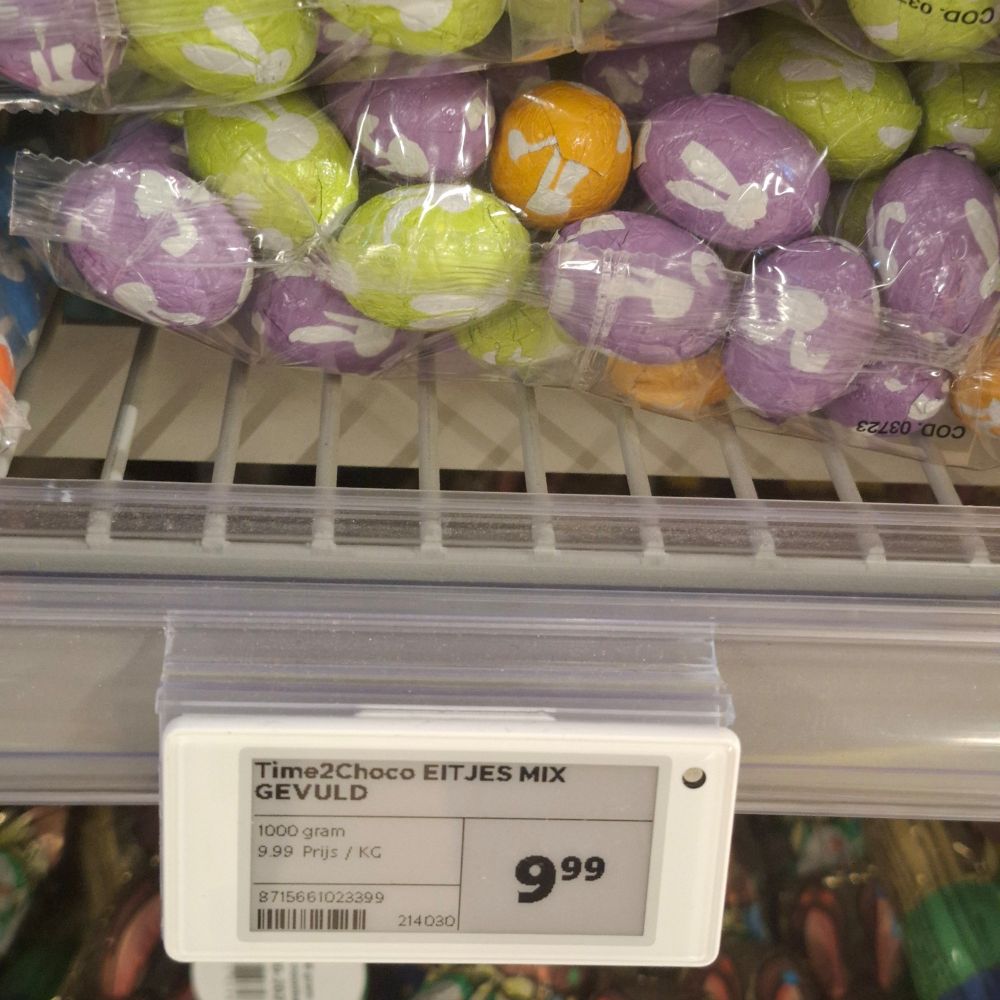 COD. 03723
Time2Choco EITJES MIX
GEVULD
1000 gram
9.99 Prijs / KG
9⁹⁹
8715661023399
214030